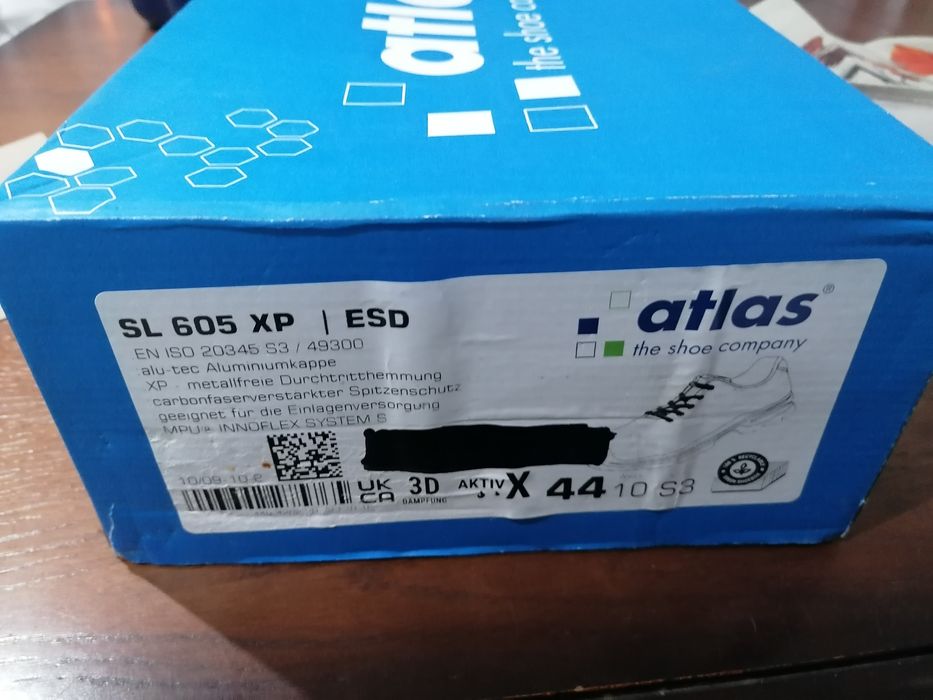 atlas
the shoe co
SL 605 XP | ESD
EN ISO 20345 S3 / 49300
alu-tec Aluminiumkappe
XP - metallfreie Durchtritthemmung
carbonfaserverstärkter Spitzenschutz
geeignet für die Einlagenversorgung
MPU® INNOFLEX SYSTEM 5
atlas®
the shoe company
UK
CA
3D
DÄMPFUNG
AKTIV X
44 10 S3